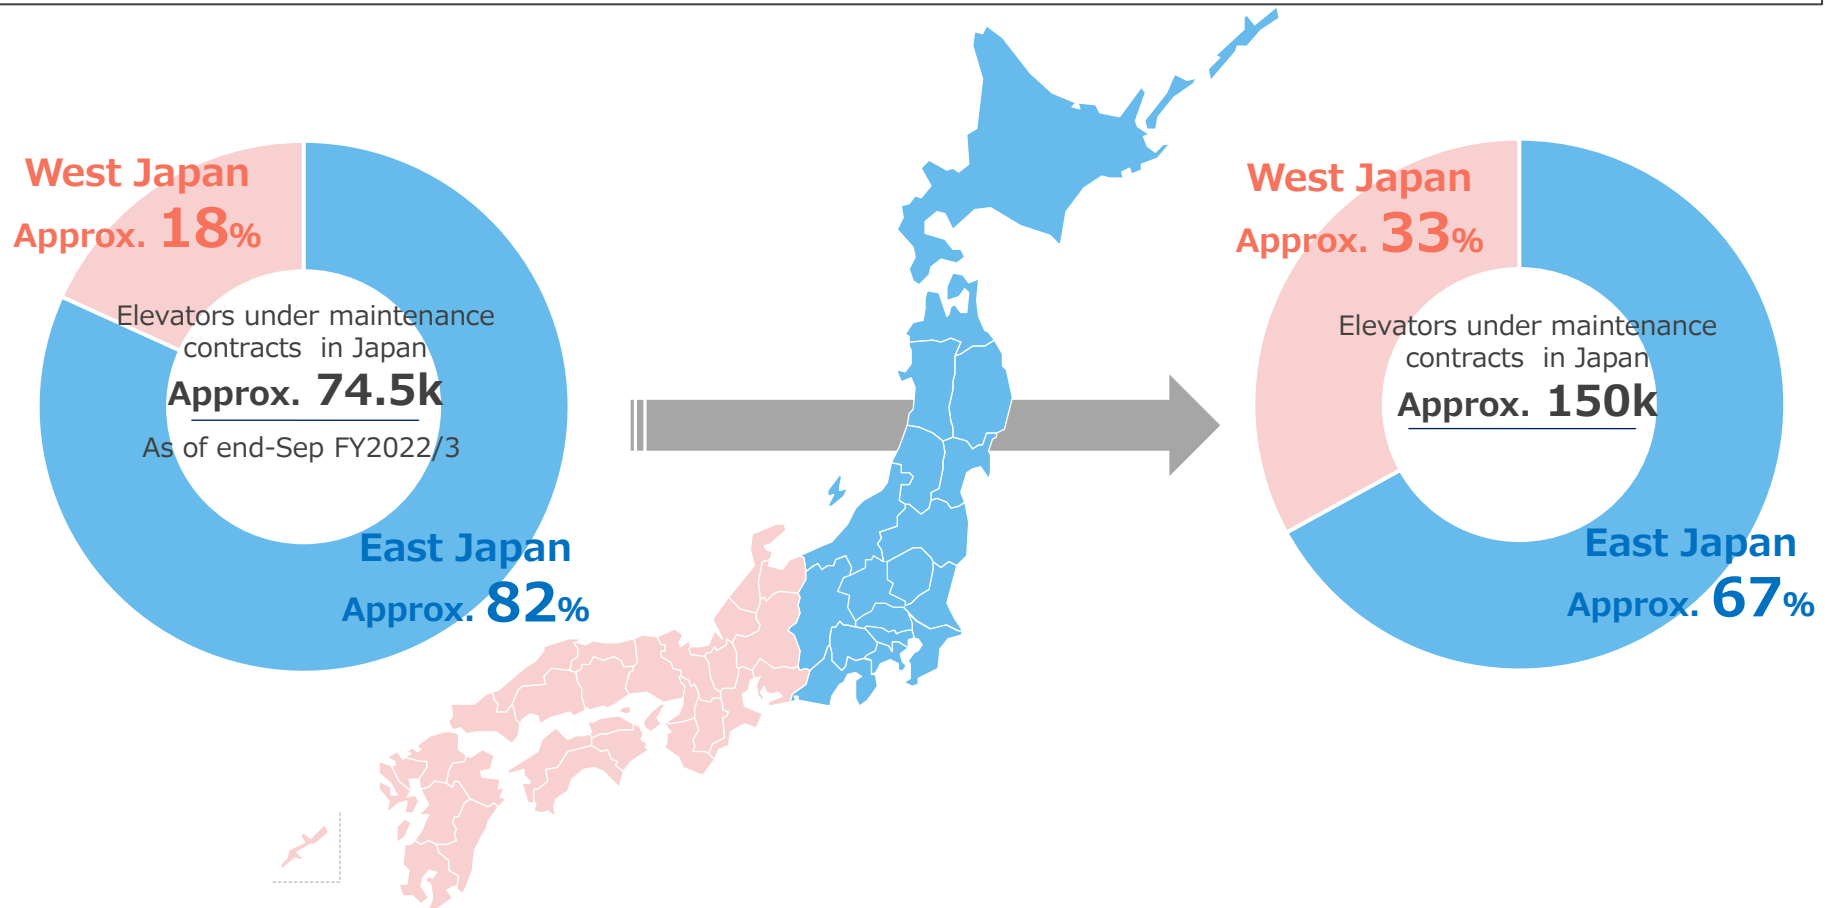 West Japan
Approx. 18%
Elevators under maintenance
contracts in Japan
Approx. 74.5k
As of end-Sep FY2022/3
East Japan
Approx. 82%
West Japan
Approx. 33%
Elevators under maintenance
contracts in Japan
Approx. 150k
East Japan
Approx. 67%